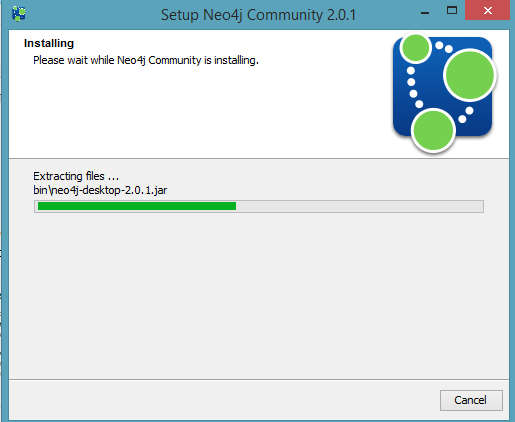 Setup Neo4j Community 2.0.1
Installing
Please wait while Neo4j Community is installing.
Extracting files ...
bin\neo4j-desktop-2.0.1.jar
Cancel